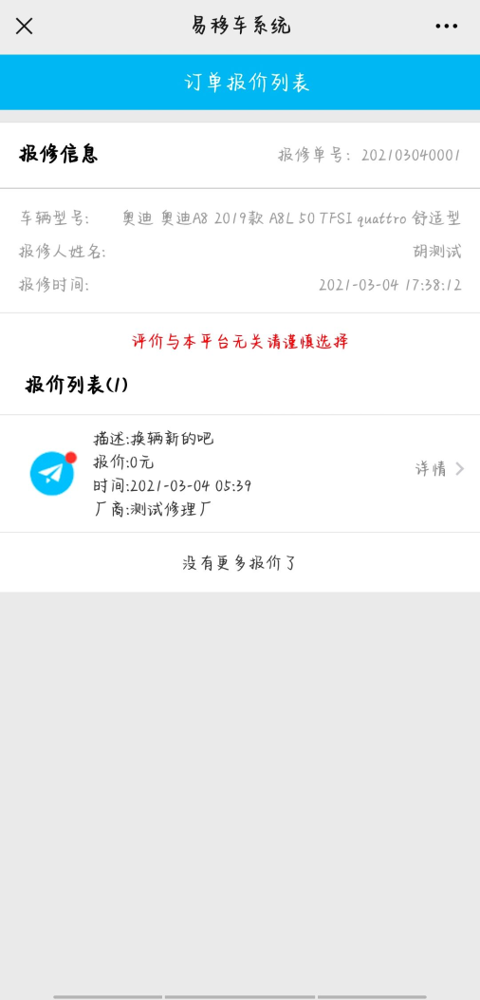 易移车系统
订单报价列表
报修信息
报修单号: 202103040001
车辆型号: 奥迪 奥迪A8 2019款 A8L 50 TFSI quattro 舒适型
报修人姓名: 胡测试
报修时间: 2021-03-04 17:38:12
评价与本平台无关请谨慎选择
报价列表(1)
描述:换辆新的吧
报价:0元
时间:2021-03-04 05:39
厂商:测试修理厂
详情
没有更多报价了